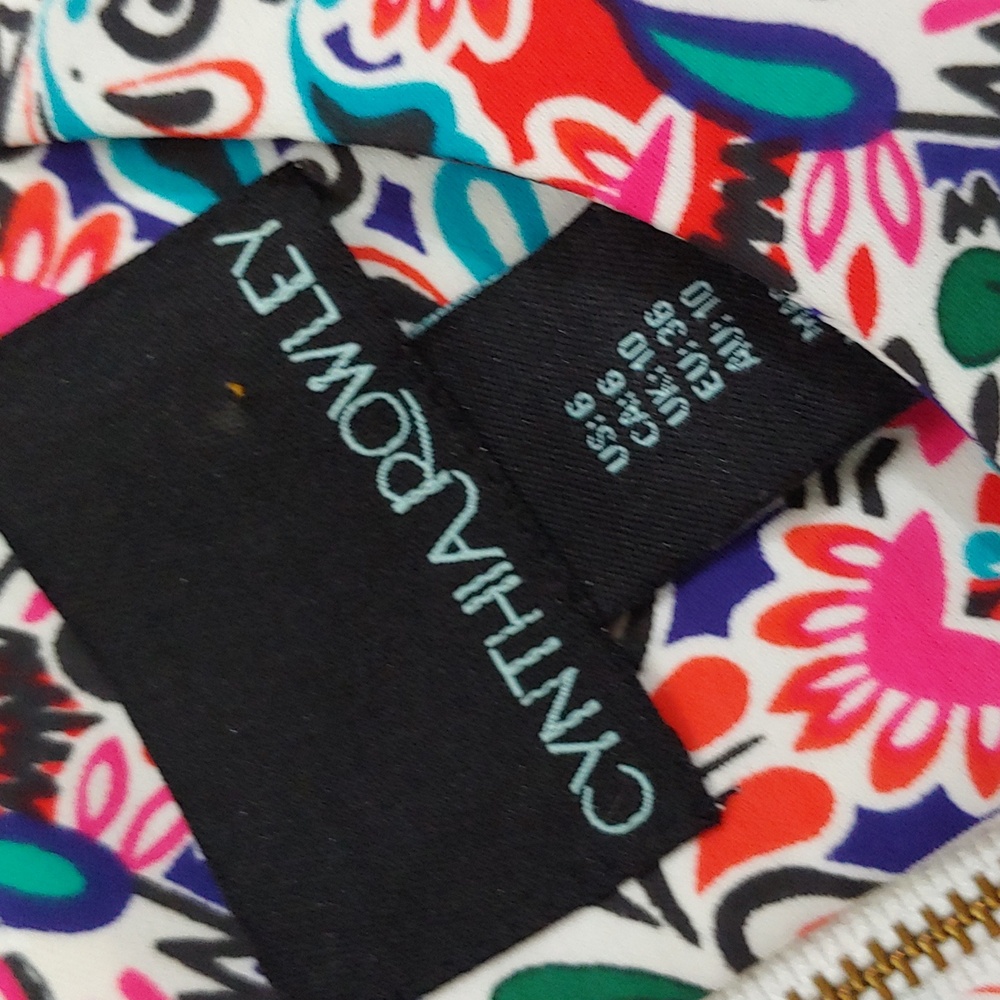 CYNTHIA ROWLEY
US: 6
CA: 6
UK: 10
EU: 36
AU: 10